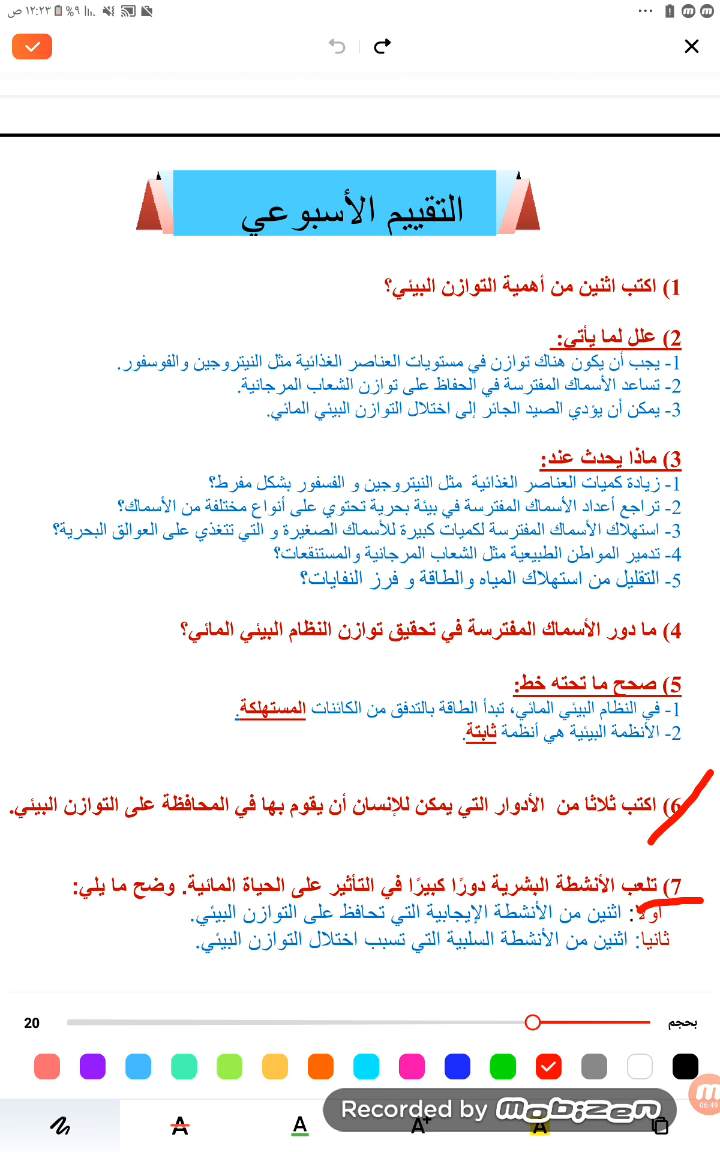 ١٢:٢٣ ص %٩
التقييم الأسبوعي
1) اكتب اثنين من أهمية التوازن البيئي؟
2) علل لما يأتي:
1- يجب أن يكون هناك توازن في مستويات العناصر الغذائية مثل النيتروجين والفوسفور.
2- تساعد الأسماك المفترسة في الحفاظ على توازن الشعاب المرجانية.
3- يمكن أن يؤدي الصيد الجائر إلى اختلال التوازن البيئي المائي.
3) ماذا يحدث عند:
1- زيادة كميات العناصر الغذائية مثل النيتروجين و الفسفور بشكل مفرط؟
2- تراجع أعداد الأسماك المفترسة في بيئة بحرية تحتوي على أنواع مختلفة من الأسماك؟
3- استهلاك الأسماك المفترسة لكميات كبيرة للأسماك الصغيرة و التي تتغذي على العوالق البحرية؟
4- تدمير المواطن الطبيعية مثل الشعاب المرجانية والمستنقعات؟
5- التقليل من استهلاك المياه والطاقة و فرز النفايات؟
4) ما دور الأسماك المفترسة في تحقيق توازن النظام البيئي المائي؟
5) صحح ما تحته خط:
1- في النظام البيئي المائي، تبدأ الطاقة بالتدفق من الكائنات المستهلكة.
2- الأنظمة البيئية هي أنظمة ثابتة.
6) اكتب ثلاثا من الأدوار التي يمكن للإنسان أن يقوم بها في المحافظة على التوازن البيئي.
7) تلعب الأنشطة البشرية دورًا كبيرًا في التأثير على الحياة المائية. وضح ما يلي:
أولا: اثنين من الأنشطة الإيجابية التي تحافظ على التوازن البيئي.
ثانيا: اثنين من الأنشطة السلبية التي تسبب اختلال التوازن البيئي.
بحجم 20
06:49
Recorded by mobizen
A A A⁺ A